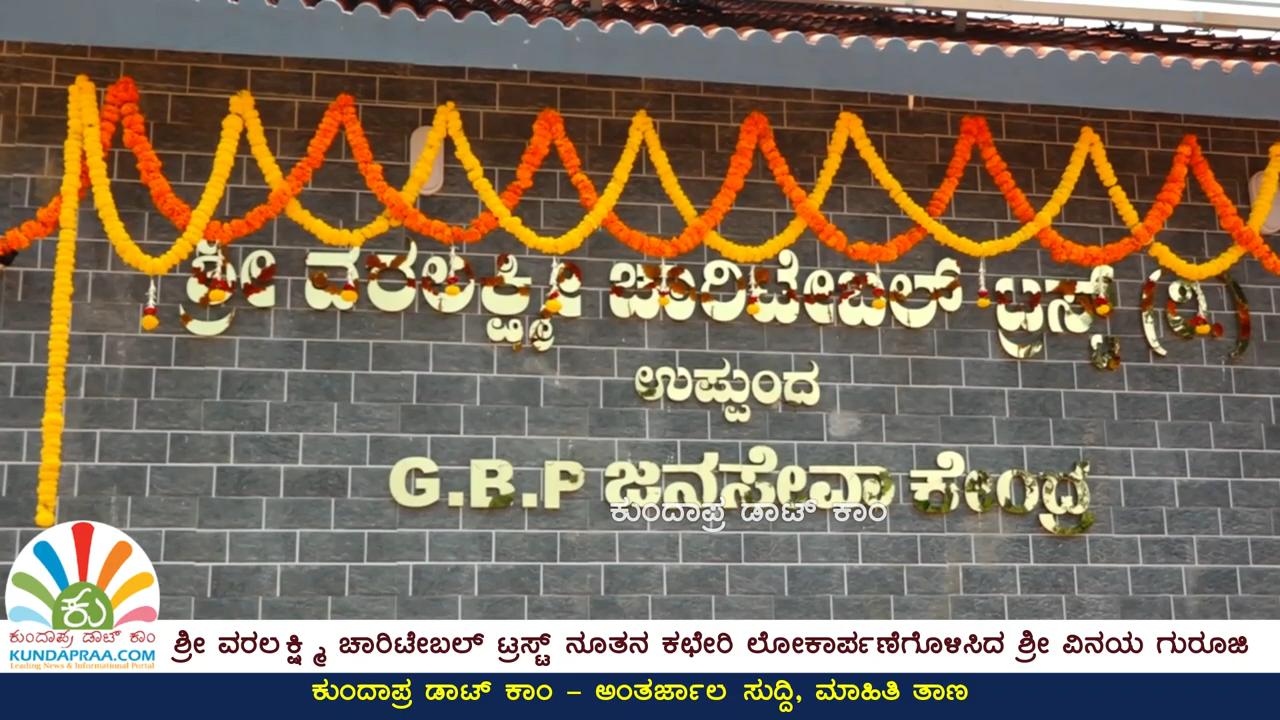 ಶ್ರೀ ವರಲಕ್ಷ್ಮೀ ಚಾರಿಟೇಬಲ್ ಟ್ರಸ್ಟ್ (ರಿ)
ಉಪ್ಪುಂದ
G.B.P ಜನಸೇವಾ ಕೇಂದ್ರ
ಕುಂದಾಪ್ರ ಡಾಟ್ ಕಾಂ
ಕು
ಕುಂದಾಪ್ರ ಡಾಟ್ ಕಾಂ
KUNDAPRAA.COM
Leading News & Informational Portal
ಶ್ರೀ ವರಲಕ್ಷ್ಮಿ ಚಾರಿಟೇಬಲ್ ಟ್ರಸ್ಟ್ ನೂತನ ಕಛೇರಿ ಲೋಕಾರ್ಪಣೆಗೊಳಿಸಿದ ಶ್ರೀ ವಿನಯ ಗುರೂಜಿ
ಕುಂದಾಪ್ರ ಡಾಟ್ ಕಾಂ – ಅಂತರ್ಜಾಲ ಸುದ್ದಿ, ಮಾಹಿತಿ ತಾಣ